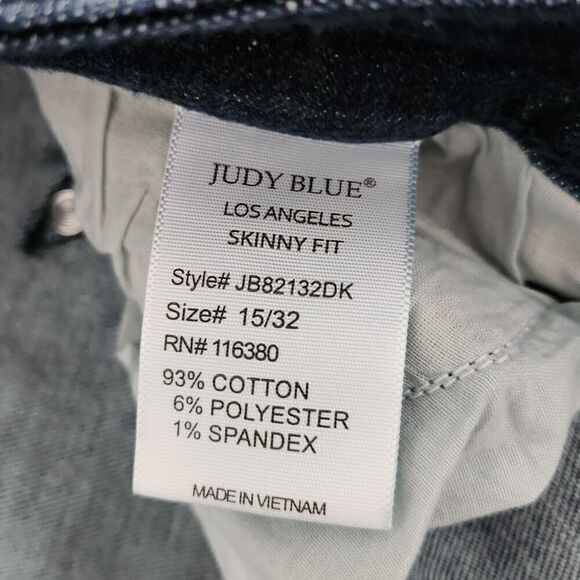 JUDY BLUE®
LOS ANGELES
SKINNY FIT
Style# JB82132DK
Size# 15/32
RN# 116380
93% COTTON
6% POLYESTER
1% SPANDEX
MADE IN VIETNAM